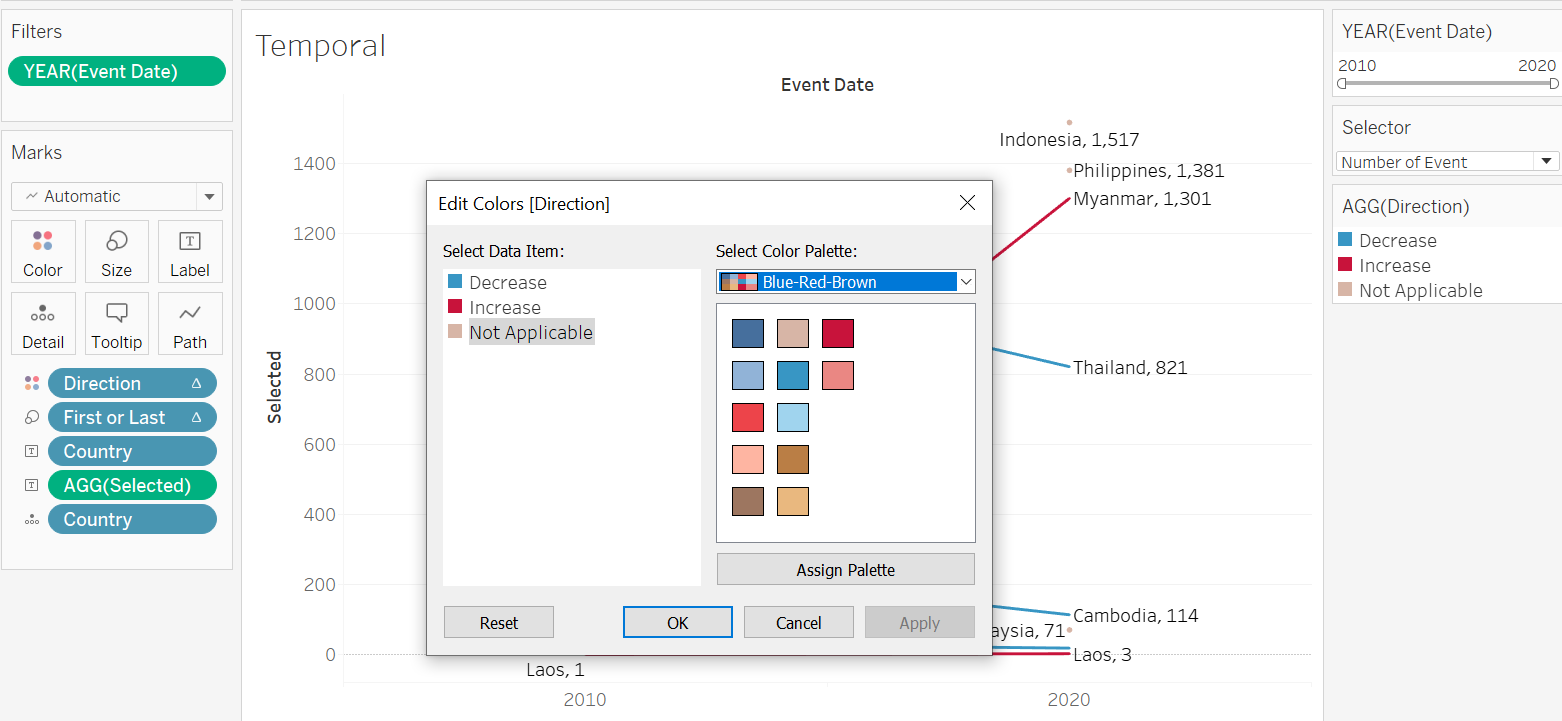 Filters
YEAR(Event Date)
Marks
Automatic
Color
Size
Label
Detail
Tooltip
Path
Direction
First or Last
Country
AGG(Selected)
Country
Temporal
Event Date
Selected
1400
1200
1000
800
600
400
200
0
2010
2020
Indonesia, 1,517
Philippines, 1,381
Myanmar, 1,301
Thailand, 821
Cambodia, 114
aysia, 71
Laos, 3
Laos, 1
Edit Colors [Direction]
Select Data Item:
Decrease
Increase
Not Applicable
Select Color Palette:
Blue-Red-Brown
Assign Palette
Reset
OK
Cancel
Apply
YEAR(Event Date)
2010 2020
Selector
Number of Event
AGG(Direction)
Decrease
Increase
Not Applicable